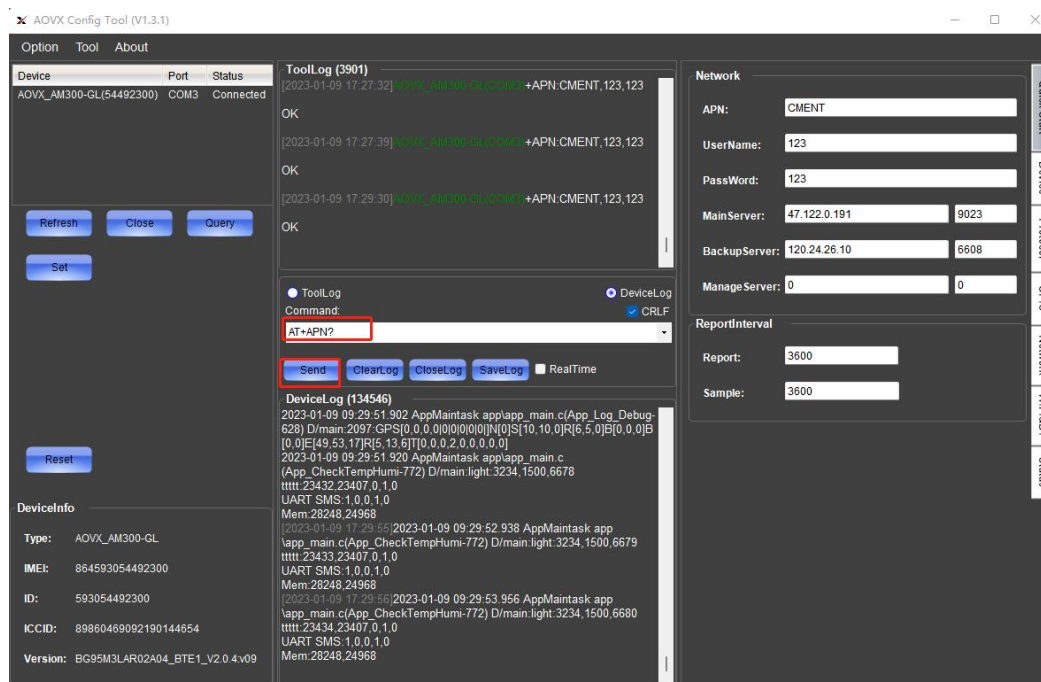 AOVX Config Tool (V1.3.1)
Option Tool About
Device Port Status
AOVX_AM300-GL(54492300) COM3 Connected
Refresh Close Query
Set
Reset
DeviceInfo
Type: AOVX_AM300-GL
IMEI: 864593054492300
ID: 593054492300
ICCID: 89860469092190144654
Version: BG95M3LAR02A04_BTE1_V2.0.4:v09
ToolLog (3901)
[2023-01-09 17:27:32]AOVX_AM300-GL(COM3)+APN:CMENT,123,123
OK
[2023-01-09 17:27:39]AOVX_AM300-GL(COM3)+APN:CMENT,123,123
OK
[2023-01-09 17:29:30]AOVX_AM300-GL(COM3)+APN:CMENT,123,123
OK
ToolLog DeviceLog
Command: CRLF
AT+APN?
Send ClearLog CloseLog SaveLog RealTime
DeviceLog (134546)
2023-01-09 09:29:51.902 AppMaintask app\app_main.c(App_Log_Debug-
628) D/main:2097:GPS[0,0,0,0|0|0|0|0|]N[0]S[10,10,0]R[6,5,0]B[0,0,0]B
[0,0]E[49,53,17]R[5,13,6]T[0,0,0,2,0,0,0,0,0]
2023-01-09 09:29:51.920 AppMaintask app\app_main.c
(App_CheckTempHumi-772) D/main:light:3234,1500,6678
ttttt:23432,23407,0,1,0
UART SMS:1,0,0,1,0
Mem:28248,24968
[2023-01-09 17:29:55]2023-01-09 09:29:52.938 AppMaintask app
\app_main.c(App_CheckTempHumi-772) D/main:light:3234,1500,6679
ttttt:23433,23407,0,1,0
UART SMS:1,0,0,1,0
Mem:28248,24968
[2023-01-09 17:29:56]2023-01-09 09:29:53.956 AppMaintask app
\app_main.c(App_CheckTempHumi-772) D/main:light:3234,1500,6680
ttttt:23434,23407,0,1,0
UART SMS:1,0,0,1,0
Mem:28248,24968
Network
APN: CMENT
UserName: 123
PassWord: 123
MainServer: 47.122.0.191 9023
BackupServer: 120.24.26.10 6608
ManageServer: 0 0
ReportInterval
Report: 3600
Sample: 3600